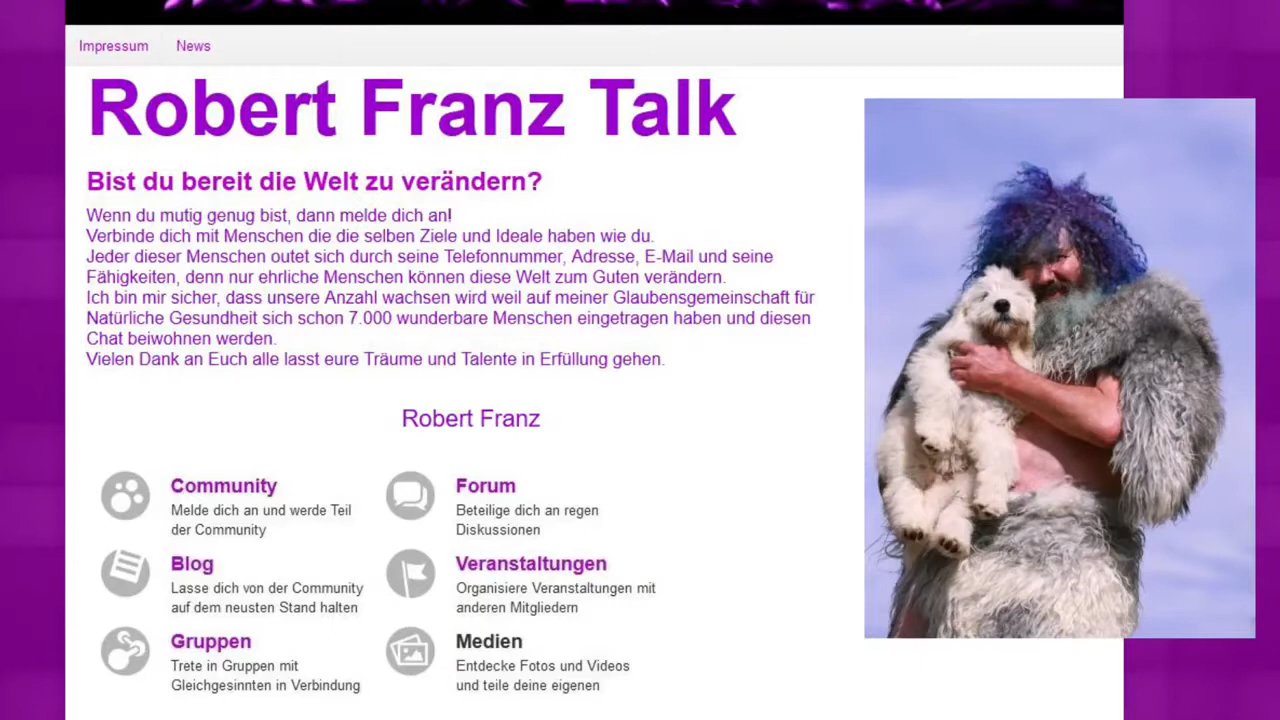 Impressum News
Robert Franz Talk
Bist du bereit die Welt zu verändern?
Wenn du mutig genug bist, dann melde dich an!
Verbinde dich mit Menschen die die selben Ziele und Ideale haben wie du.
Jeder dieser Menschen outet sich durch seine Telefonnummer, Adresse, E-Mail und seine
Fähigkeiten, denn nur ehrliche Menschen können diese Welt zum Guten verändern.
Ich bin mir sicher, dass unsere Anzahl wachsen wird weil auf meiner Glaubensgemeinschaft für
Natürliche Gesundheit sich schon 7.000 wunderbare Menschen eingetragen haben und diesen
Chat beiwohnen werden.
Vielen Dank an Euch alle lasst eure Träume und Talente in Erfüllung gehen.
Robert Franz
Community
Melde dich an und werde Teil
der Community
Forum
Beteilige dich an regen
Diskussionen
Blog
Lasse dich von der Community
auf dem neusten Stand halten
Veranstaltungen
Organisiere Veranstaltungen mit
anderen Mitgliedern
Gruppen
Trete in Gruppen mit
Gleichgesinnten in Verbindung
Medien
Entdecke Fotos und Videos
und teile deine eigenen